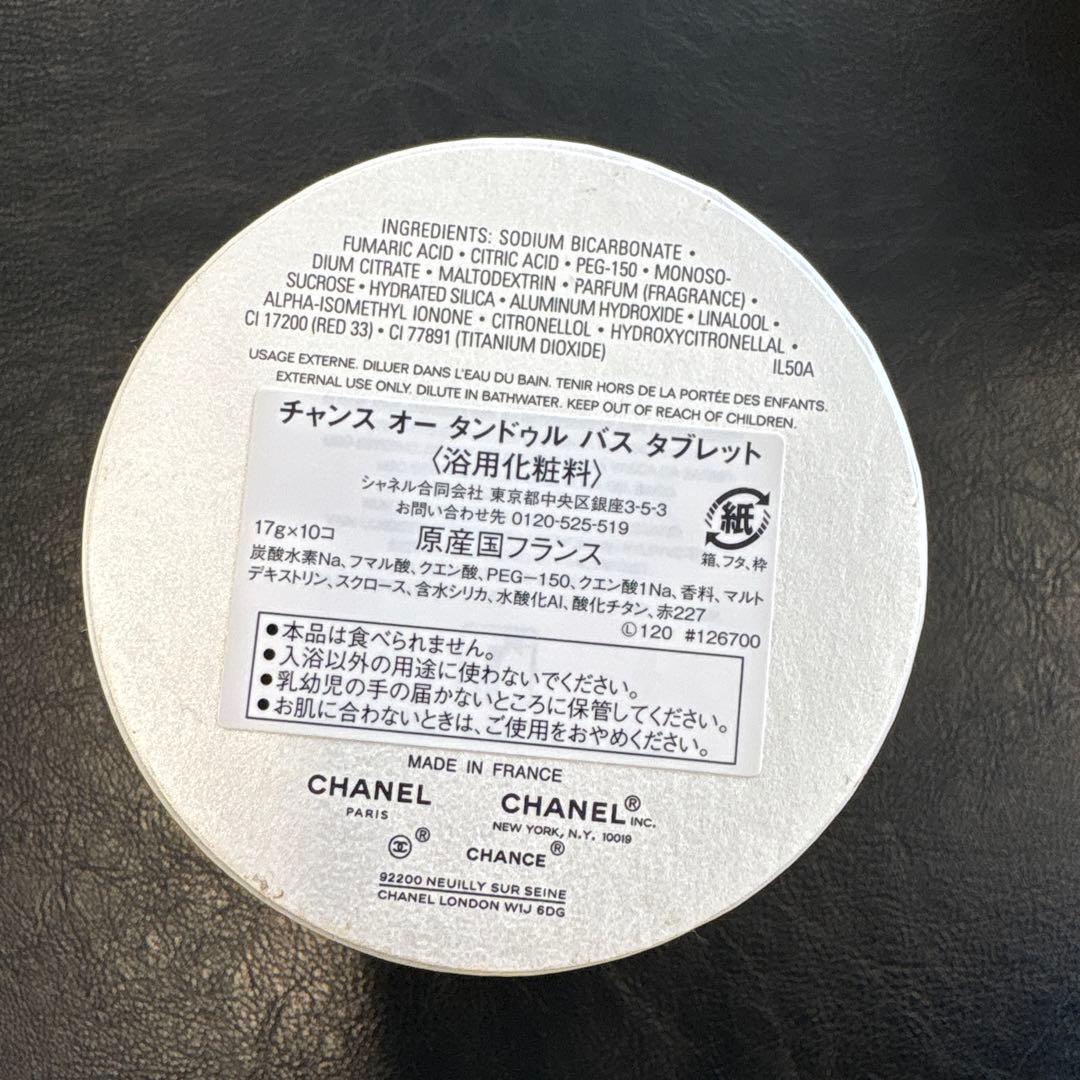 INGREDIENTS: SODIUM BICARBONATE •
FUMARIC ACID • CITRIC ACID • PEG-150 • MONOSO-
DIUM CITRATE • MALTODEXTRIN • PARFUM (FRAGRANCE) •
SUCROSE • HYDRATED SILICA • ALUMINUM HYDROXIDE • LINALOOL •
ALPHA-ISOMETHYL IONONE • CITRONELLOL • HYDROXYCITRONELLAL •
CI 17200 (RED 33) • CI 77891 (TITANIUM DIOXIDE)
IL50A
USAGE EXTERNE. DILUER DANS L'EAU DU BAIN. TENIR HORS DE LA PORTÉE DES ENFANTS.
EXTERNAL USE ONLY. DILUTE IN BATHWATER. KEEP OUT OF REACH OF CHILDREN.
チャンス オー タンドゥル バス タブレット
〈浴用化粧料〉
シャネル合同会社 東京都中央区銀座3-5-3
お問い合わせ先 0120-525-519
17g×10コ 原産国フランス
紙
箱、フタ、枠
炭酸水素Na、フマル酸、クエン酸、PEG－150、クエン酸1Na、香料、マルト
デキストリン、スクロース、含水シリカ、水酸化Al、酸化チタン、赤227
Ⓛ120 #126700
●本品は食べられません。
●入浴以外の用途に使わないでください。
●乳幼児の手の届かないところに保管してください。
●お肌に合わないときは、ご使用をおやめください。
MADE IN FRANCE
CHANEL
PARIS
CHANEL® INC.
NEW YORK, N.Y. 10019
®
CHANCE®
92200 NEUILLY SUR SEINE
CHANEL LONDON W1J 6DG